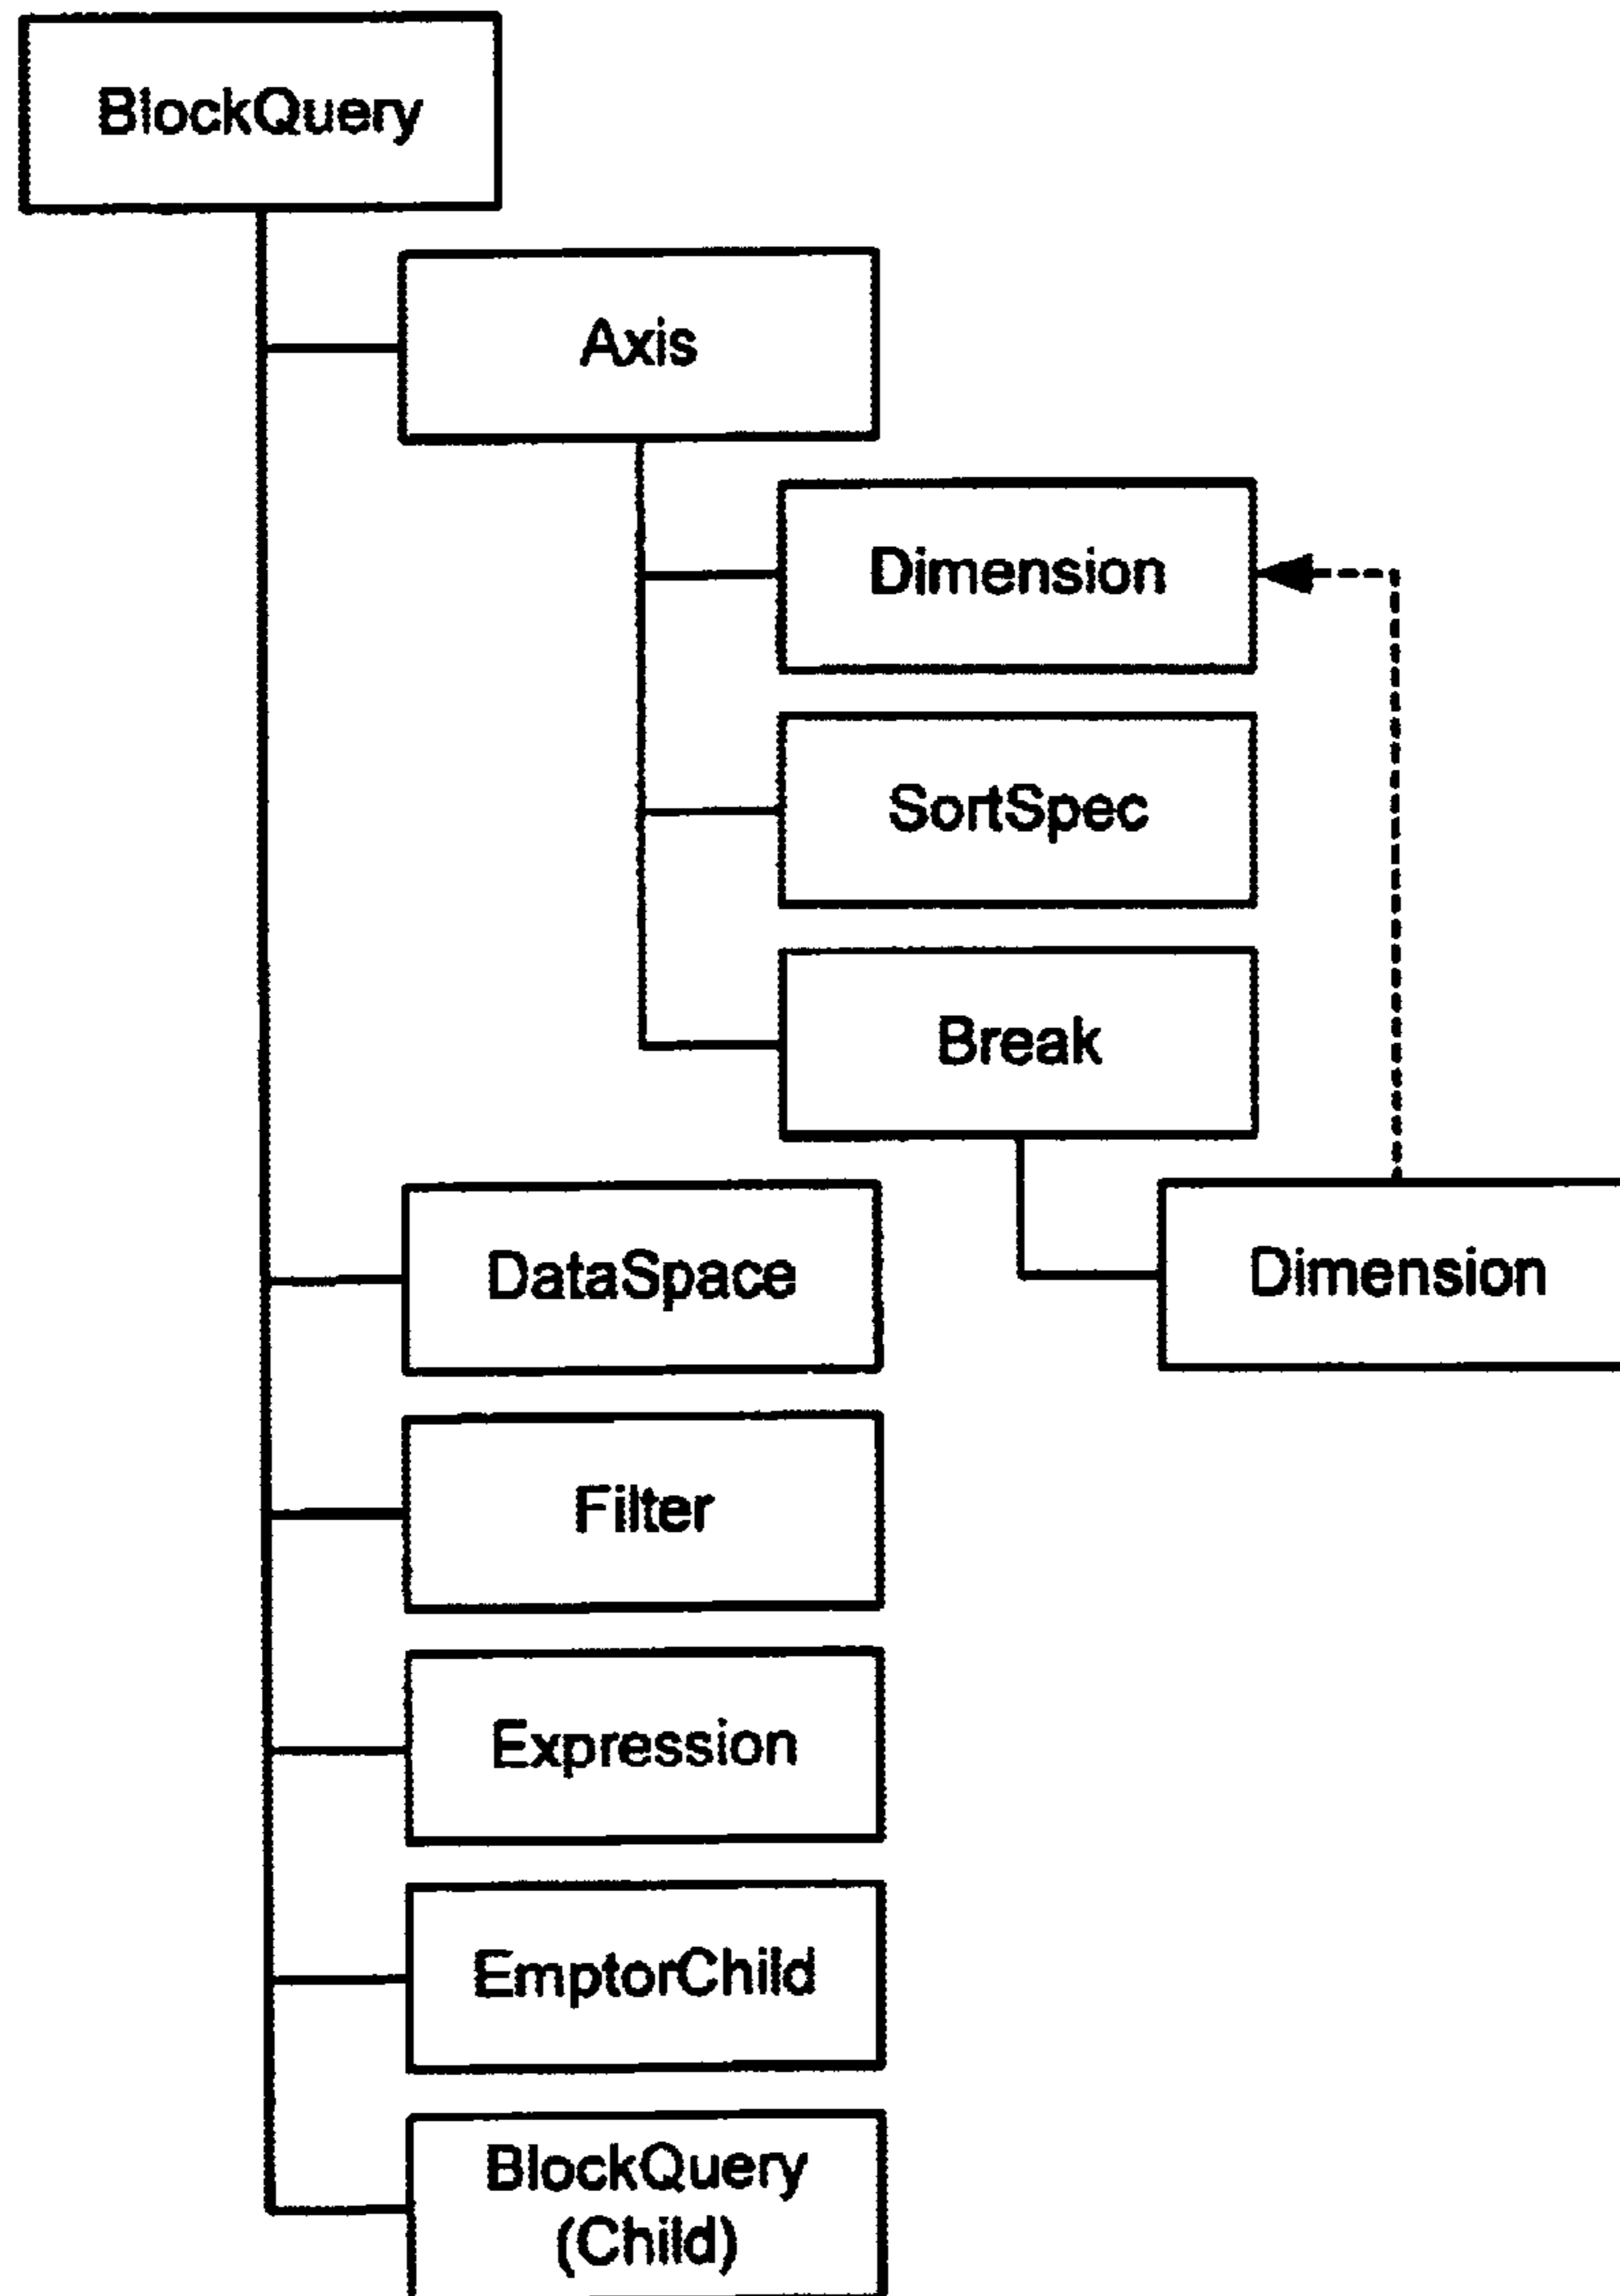 BlockQuery
Axis
Dimension
SortSpec
Break
DataSpace
Dimension
Filter
Expression
EmptorChild
BlockQuery
(Child)